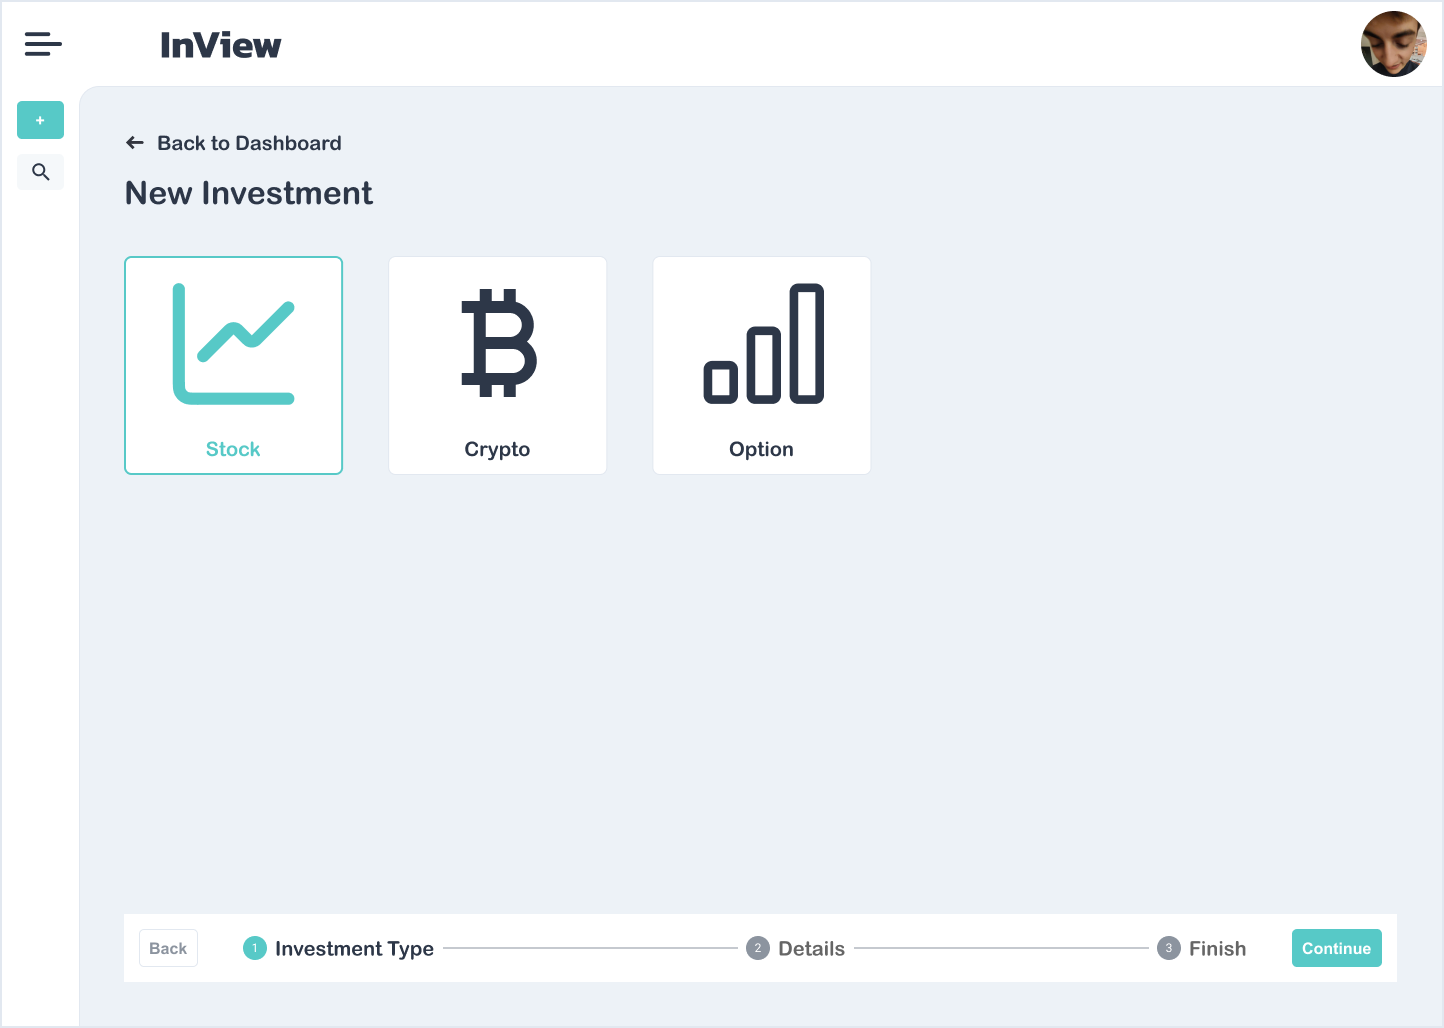 InView
+
Back to Dashboard
New Investment
Stock
Crypto
Option
Back
1 Investment Type
2 Details
3 Finish
Continue